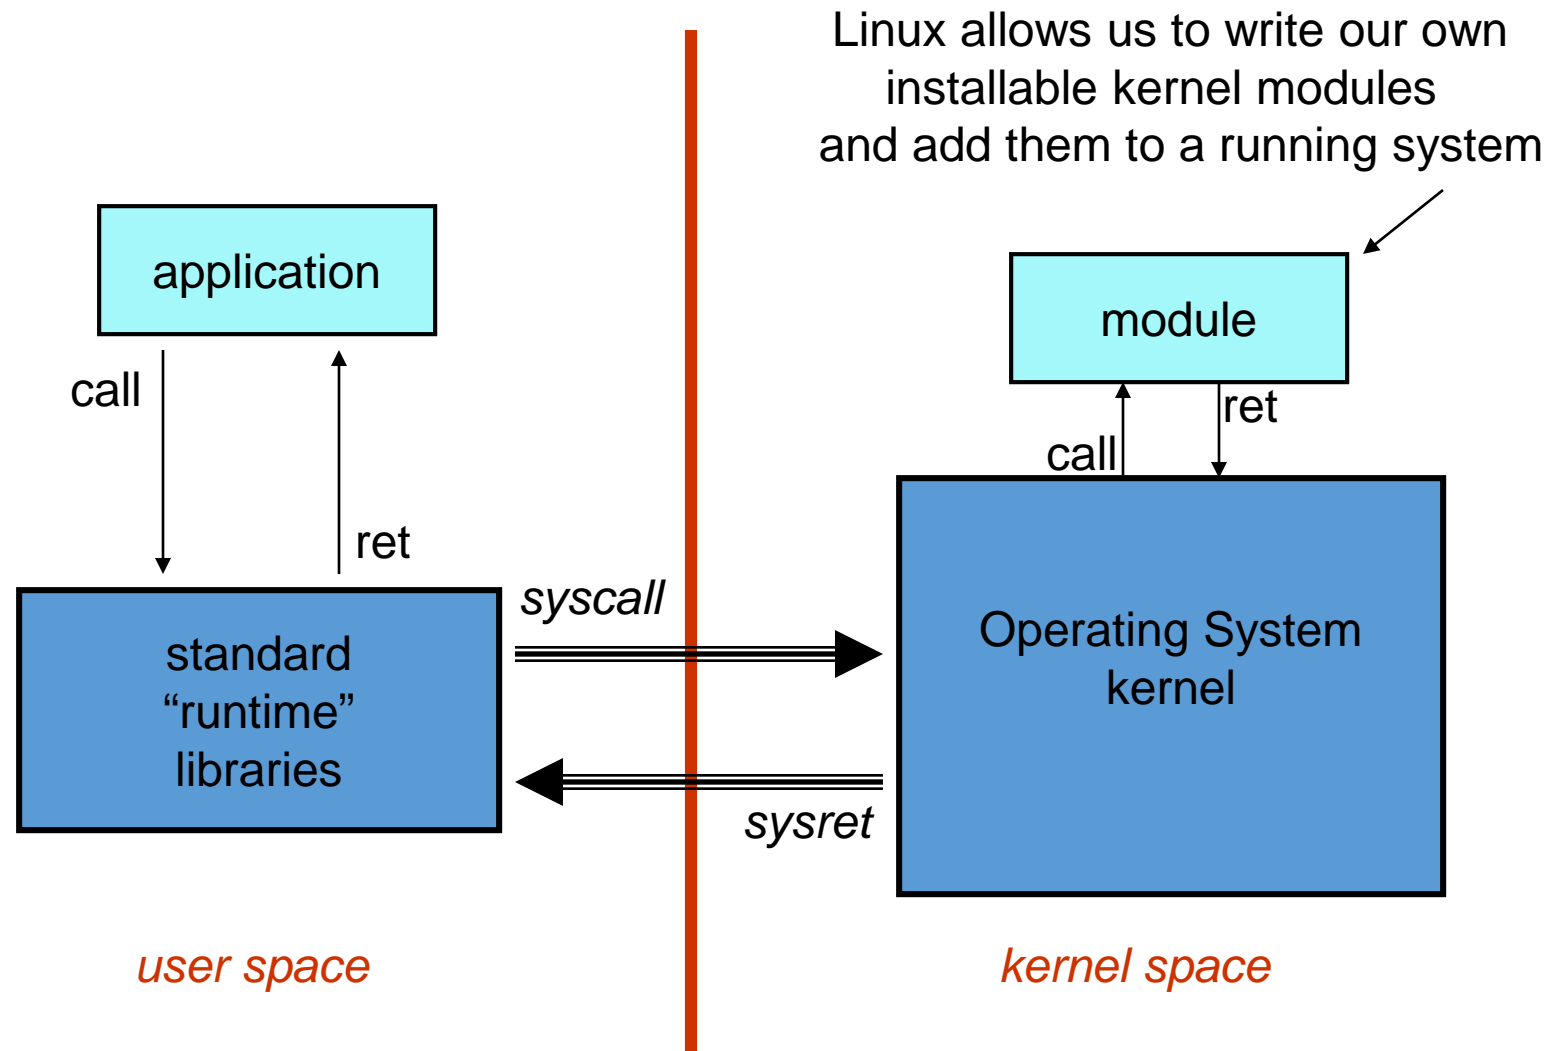 Linux allows us to write our own
installable kernel modules
and add them to a running system
application
module
call
ret
ret
call
syscall
standard
“runtime”
libraries
Operating System
kernel
sysret
user space
kernel space